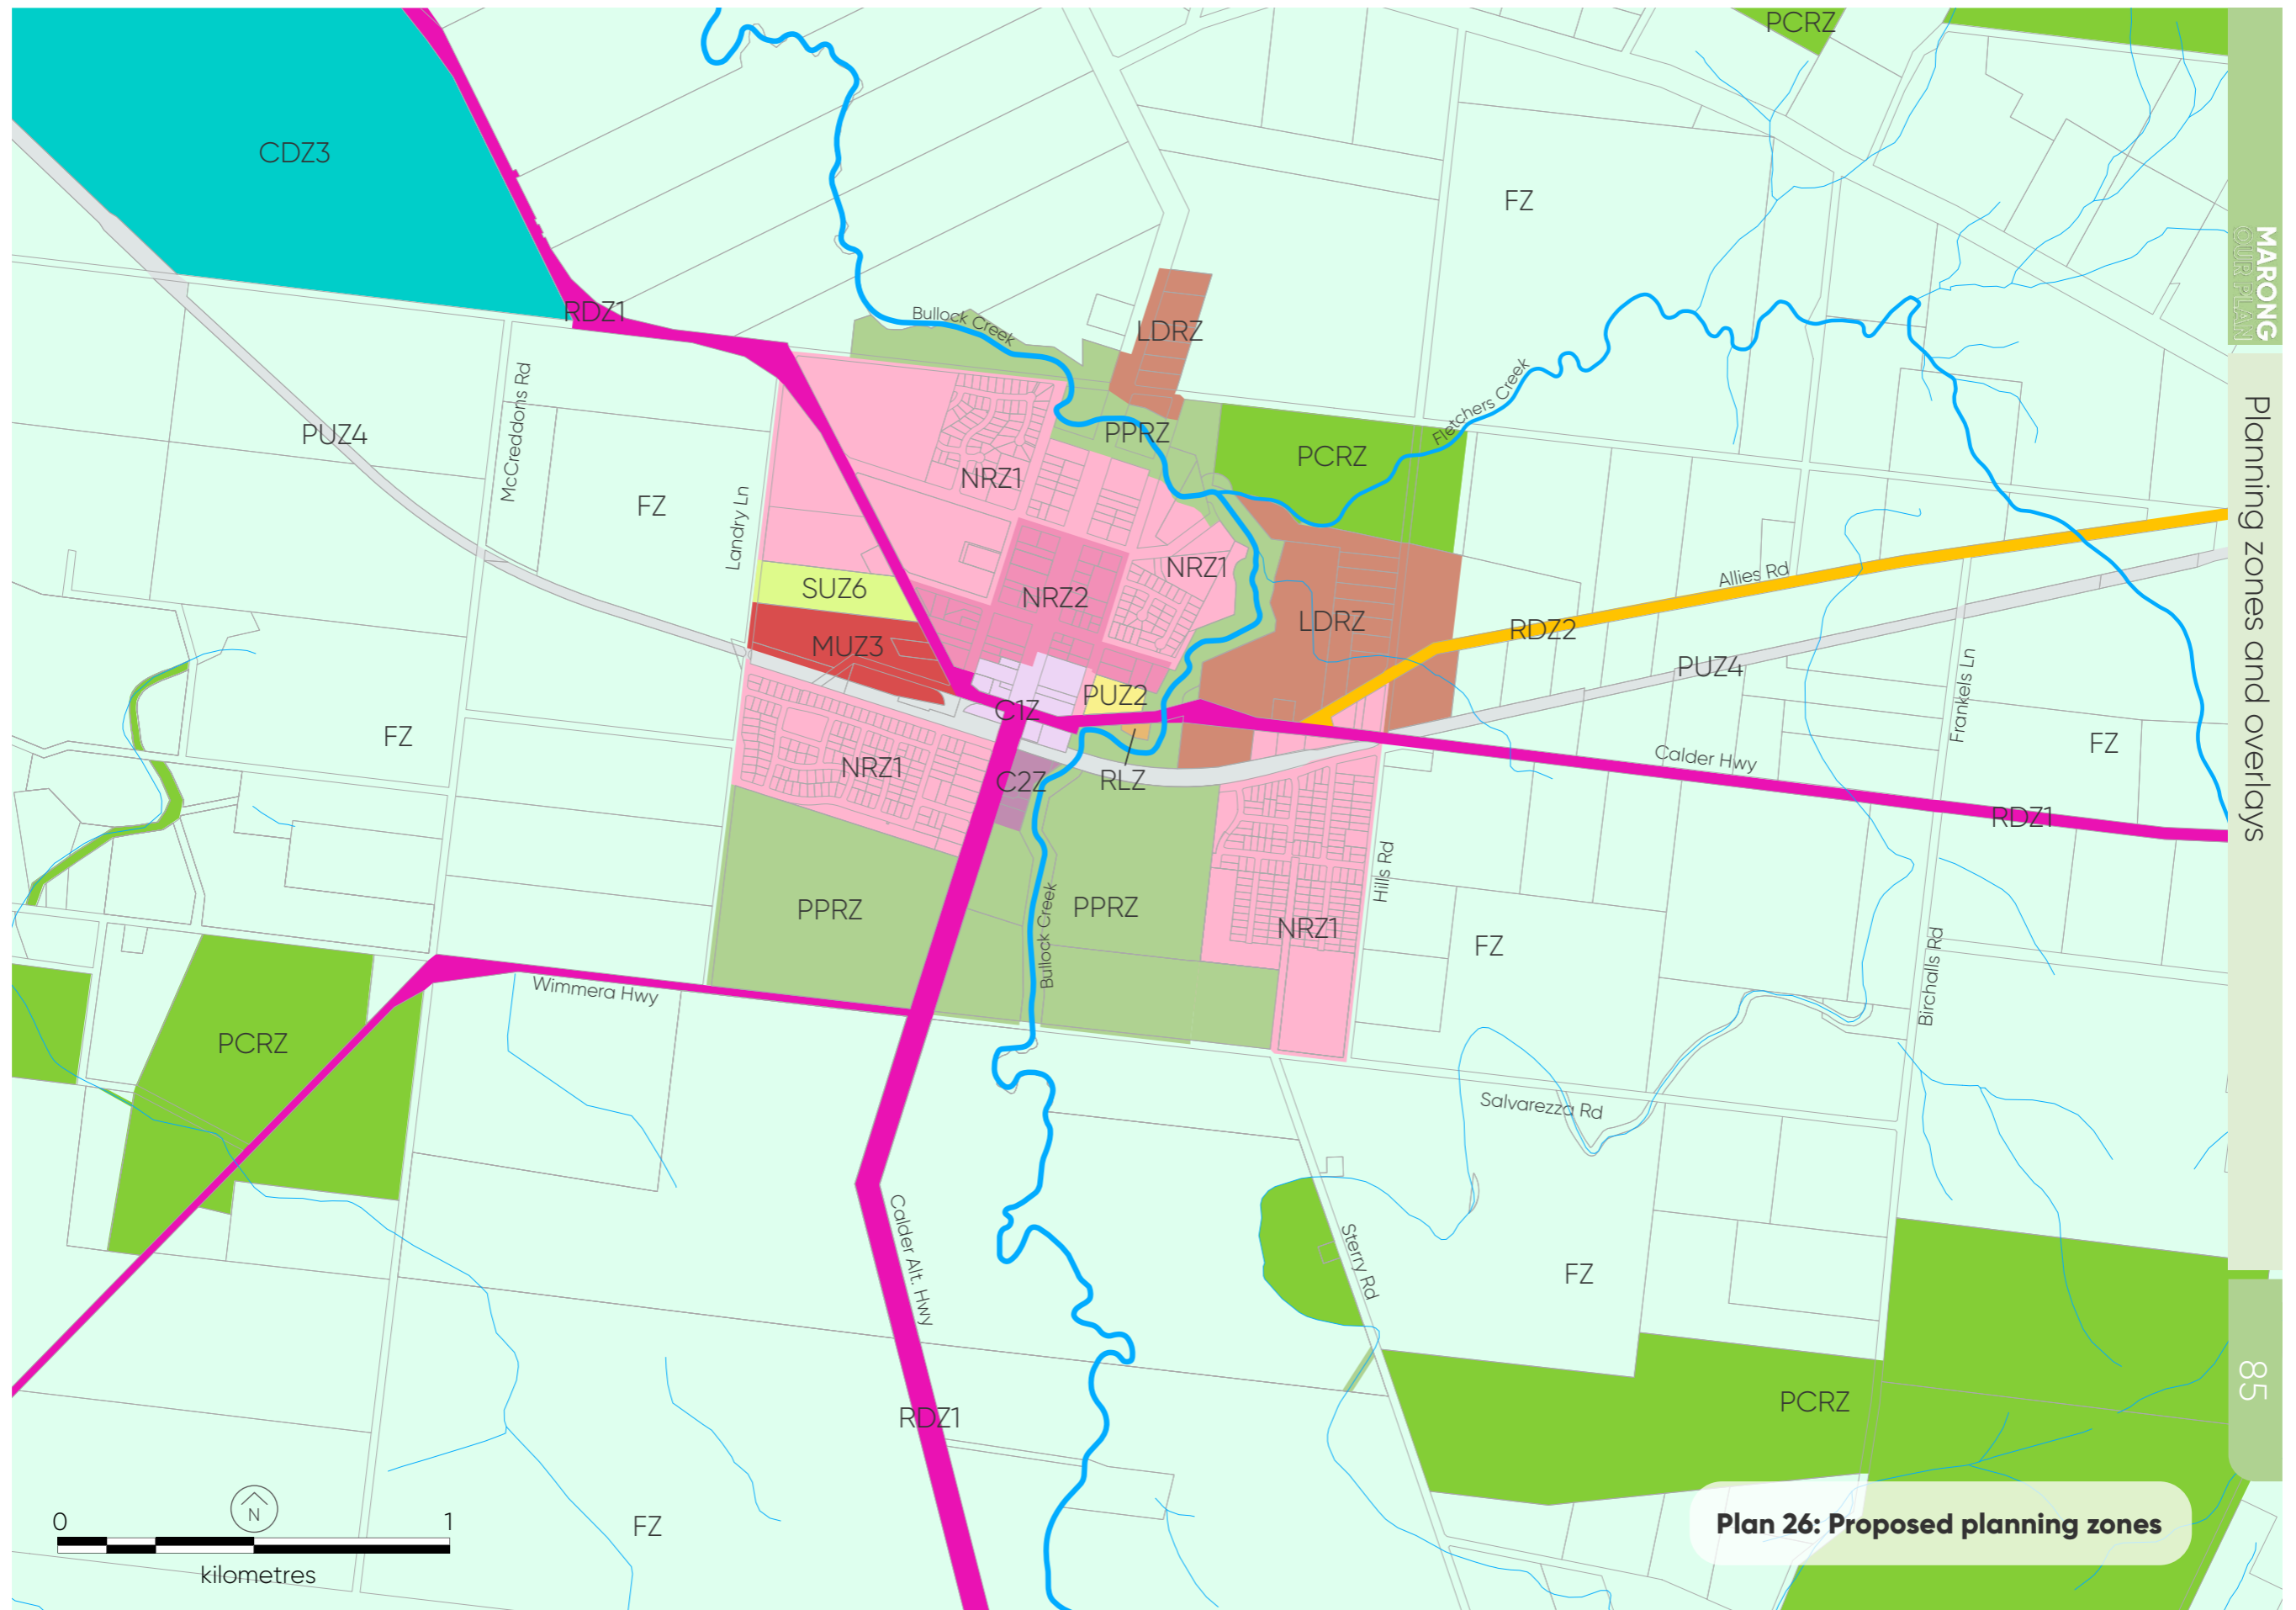 PCRZ
CDZ3
FZ
MARONG
OUR PLAN
Planning zones and overlays
85
RDZ1
Bullock Creek
LDRZ
McCreddons Rd
PUZ4
FZ
Landry Ln
NRZ1
PPRZ
PCRZ
Fletchers Creek
SUZ6
NRZ2
NRZ1
LDRZ
Allies Rd
RDZ2
MUZ3
PUZ4
PUZ2
C1Z
Frankels Ln
FZ
FZ
Calder Hwy
NRZ1
C2Z
RLZ
RDZ1
PPRZ
Bullock Creek
PPRZ
Hills Rd
NRZ1
FZ
Birchalls Rd
Wimmera Hwy
PCRZ
Salvarezza Rd
Calder Alt. Hwy
Sterry Rd
FZ
PCRZ
RDZ1
FZ
N
0 1
kilometres
Plan 26: Proposed planning zones